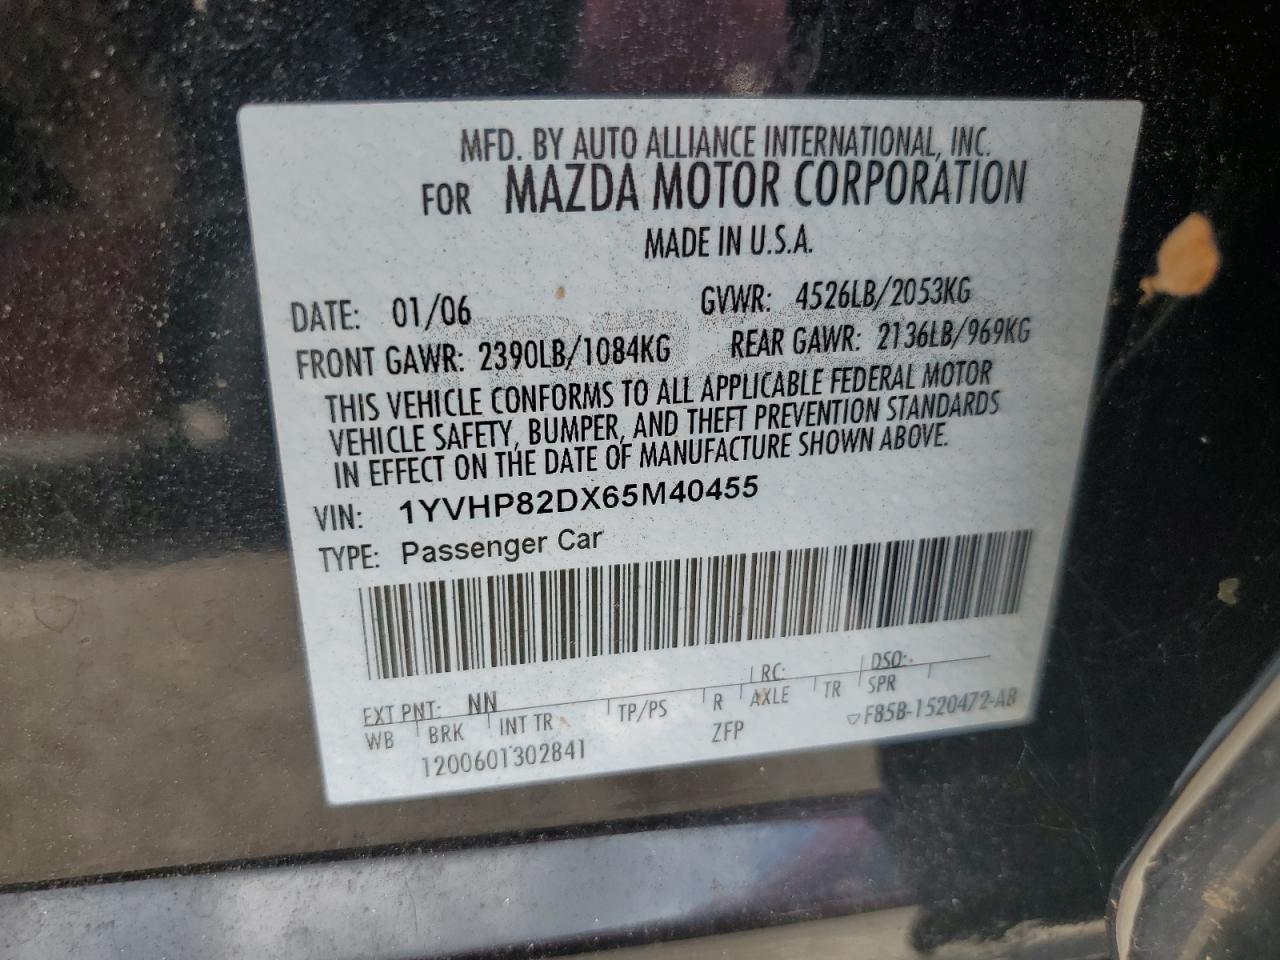 MFD. BY AUTO ALLIANCE INTERNATIONAL, INC.
FOR MAZDA MOTOR CORPORATION
MADE IN U.S.A.
DATE: 01/06 GVWR: 4526LB/2053KG
FRONT GAWR: 2390LB/1084KG REAR GAWR: 2136LB/969KG
THIS VEHICLE CONFORMS TO ALL APPLICABLE FEDERAL MOTOR
VEHICLE SAFETY, BUMPER, AND THEFT PREVENTION STANDARDS
IN EFFECT ON THE DATE OF MANUFACTURE SHOWN ABOVE.
VIN: 1YVHP82DX65M40455
TYPE: Passenger Car
EXT PNT: NN RC: DSO:
WB BRK INT TR TP/PS R AXLE TR SPR
1200601302841 ZFP ▽F85B-1520472-AB